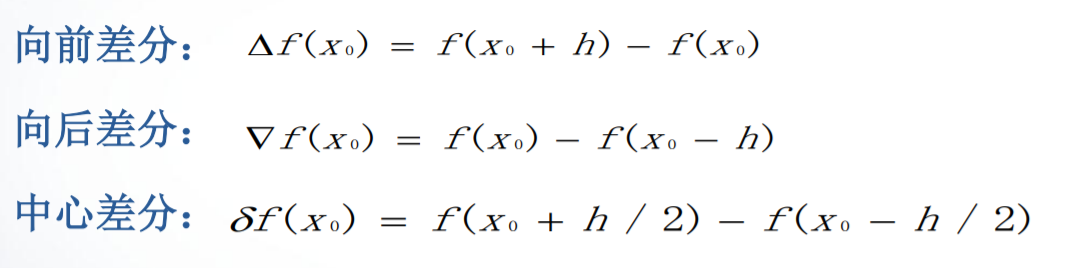 向前差分： Δf(x₀) = f(x₀ + h) − f(x₀)
向后差分： ∇f(x₀) = f(x₀) − f(x₀ − h)
中心差分： δf(x₀) = f(x₀ + h / 2) − f(x₀ − h / 2)